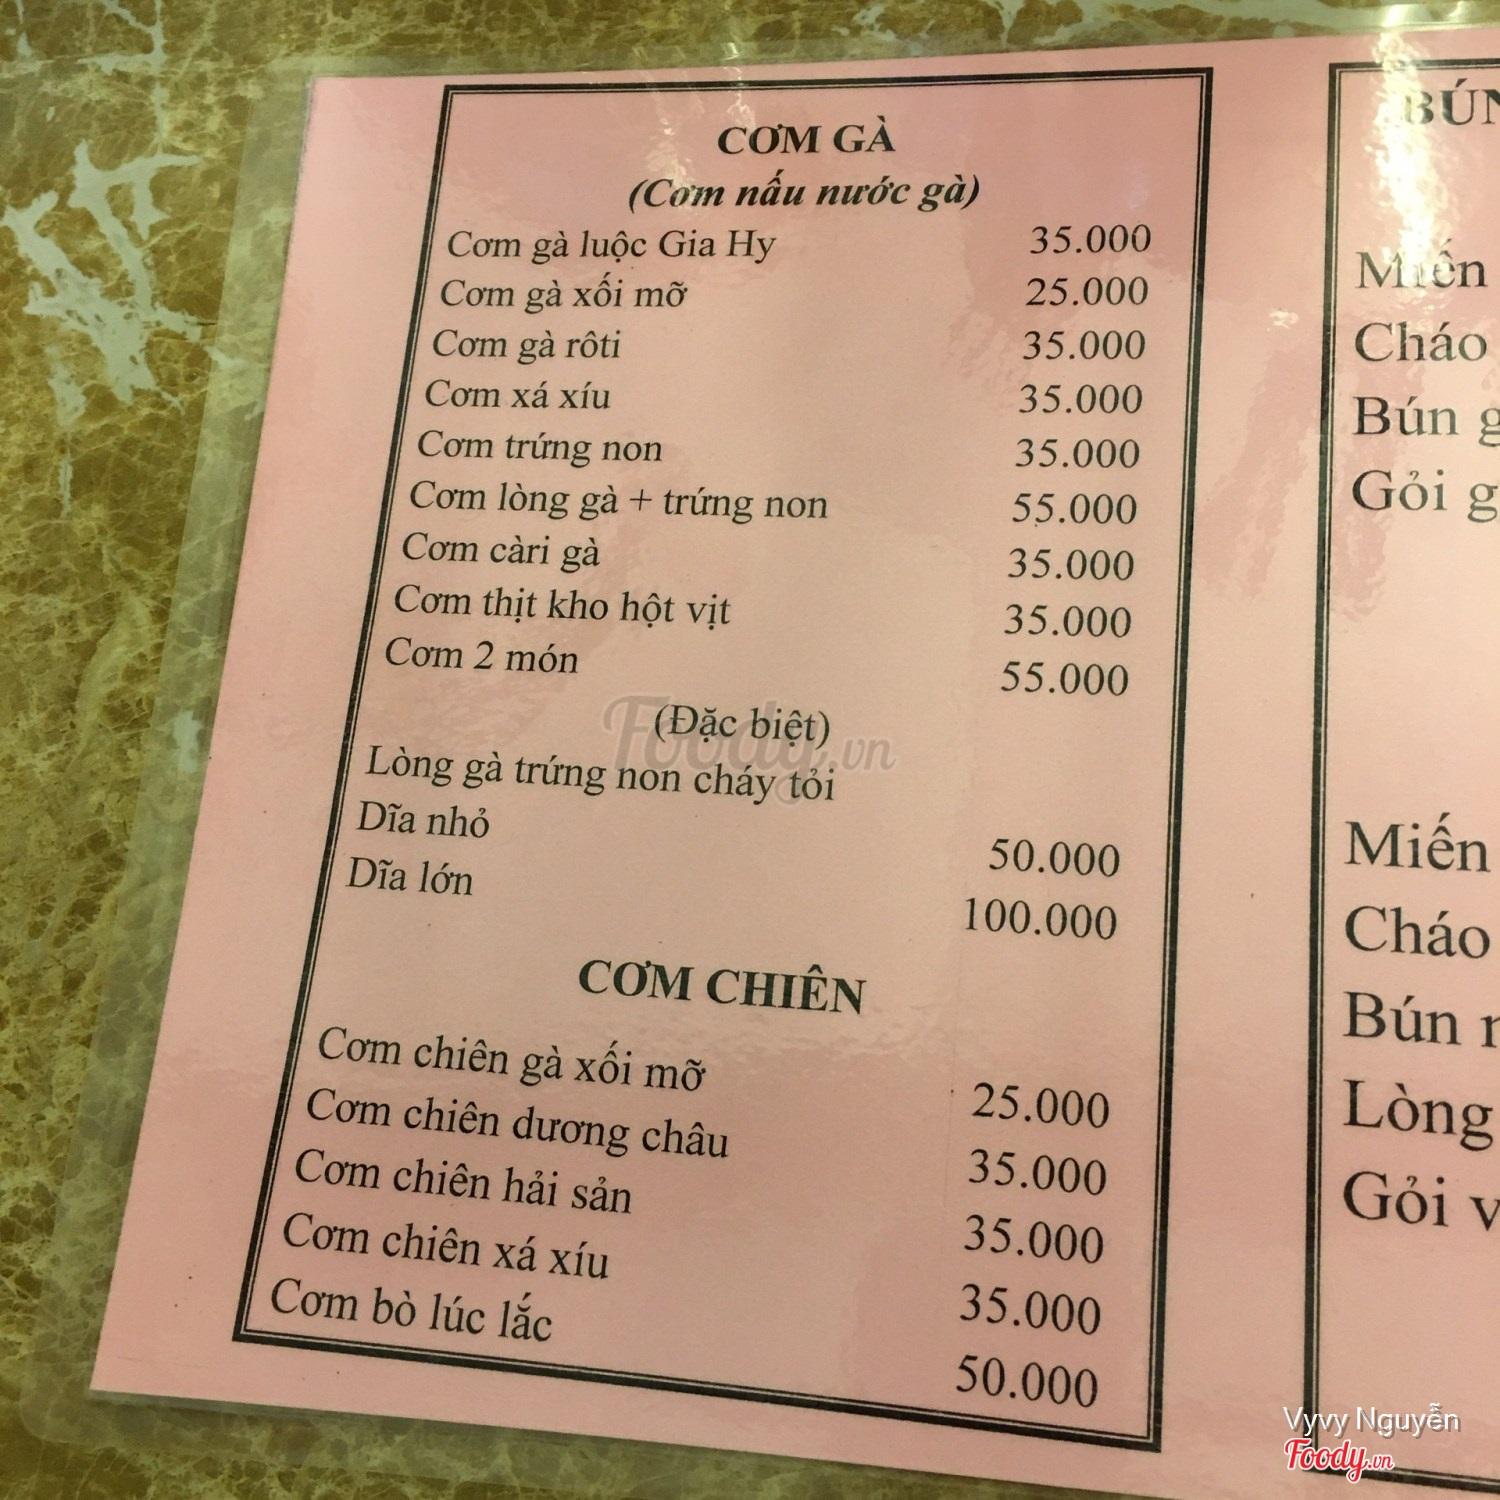 CƠM GÀ
(Cơm nấu nước gà)
Cơm gà luộc Gia Hy 35.000
Cơm gà xối mỡ 25.000
Cơm gà rôti 35.000
Cơm xá xíu 35.000
Cơm trứng non 35.000
Cơm lòng gà + trứng non 55.000
Cơm càri gà 35.000
Cơm thịt kho hột vịt 35.000
Cơm 2 món 55.000
(Đặc biệt)
Lòng gà trứng non cháy tỏi
Dĩa nhỏ 50.000
Dĩa lớn 100.000
CƠM CHIÊN
Cơm chiên gà xối mỡ 25.000
Cơm chiên dương châu 35.000
Cơm chiên hải sản 35.000
Cơm chiên xá xíu 35.000
Cơm bò lúc lắc 50.000
BÚN
Miến
Cháo
Bún
Gỏi
Miến
Cháo
Bún
Lòng
Gỏi
Foody.vn
Vyvy Nguyễn
Foody.vn